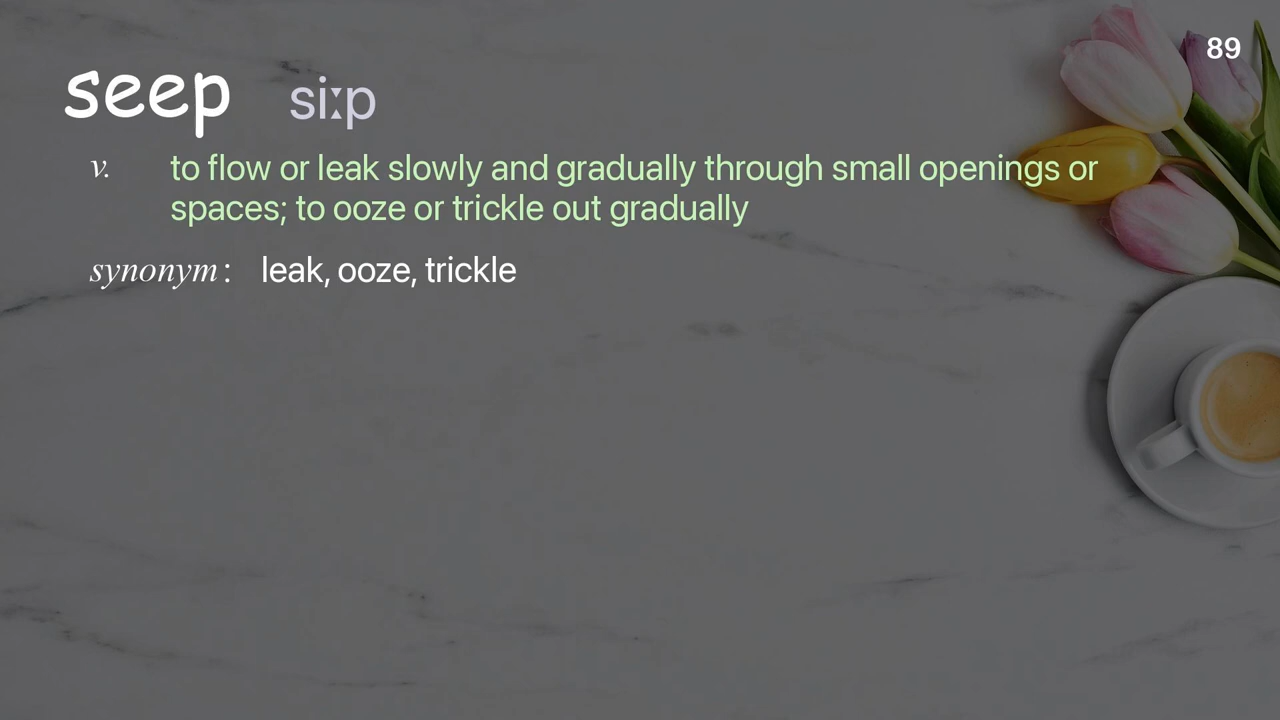 89
seep siːp
v. to flow or leak slowly and gradually through small openings or
spaces; to ooze or trickle out gradually
synonym : leak, ooze, trickle